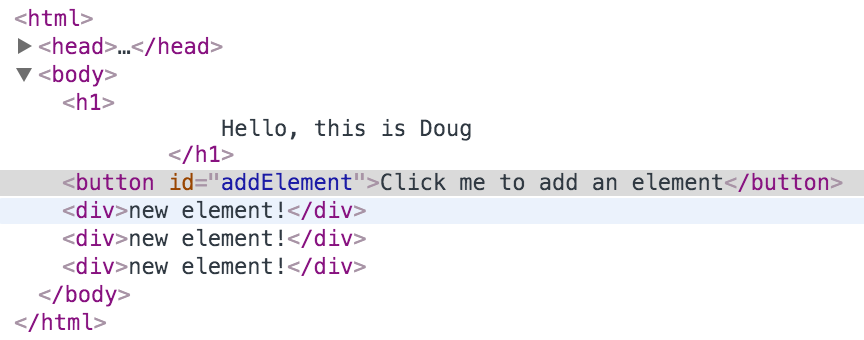 <html>
▶<head>…</head>
▼<body>
<h1>
Hello, this is Doug
</h1>
<button id="addElement">Click me to add an element</button>
<div>new element!</div>
<div>new element!</div>
<div>new element!</div>
</body>
</html>